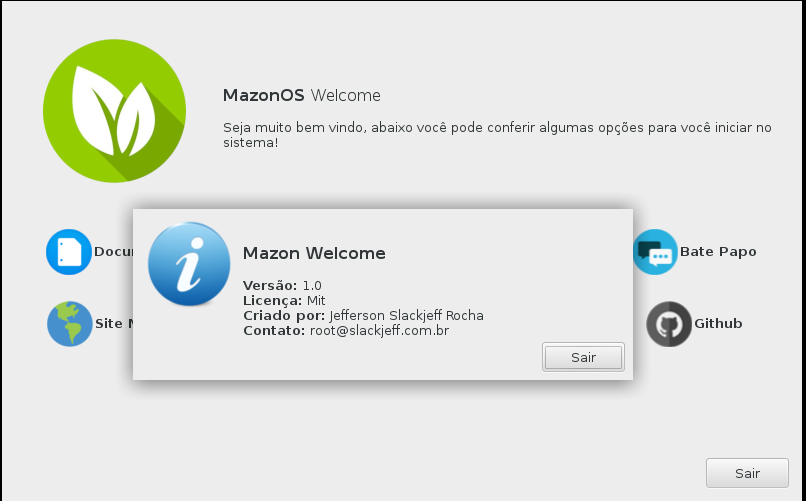 MazonOS Welcome
Seja muito bem vindo, abaixo você pode conferir algumas opções para você iniciar no
sistema!
Mazon Welcome
Versão: 1.0
Licença: Mit
Criado por: Jefferson Slackjeff Rocha
Contato: root@slackjeff.com.br
Sair
Bate Papo
Site
Github
Sair